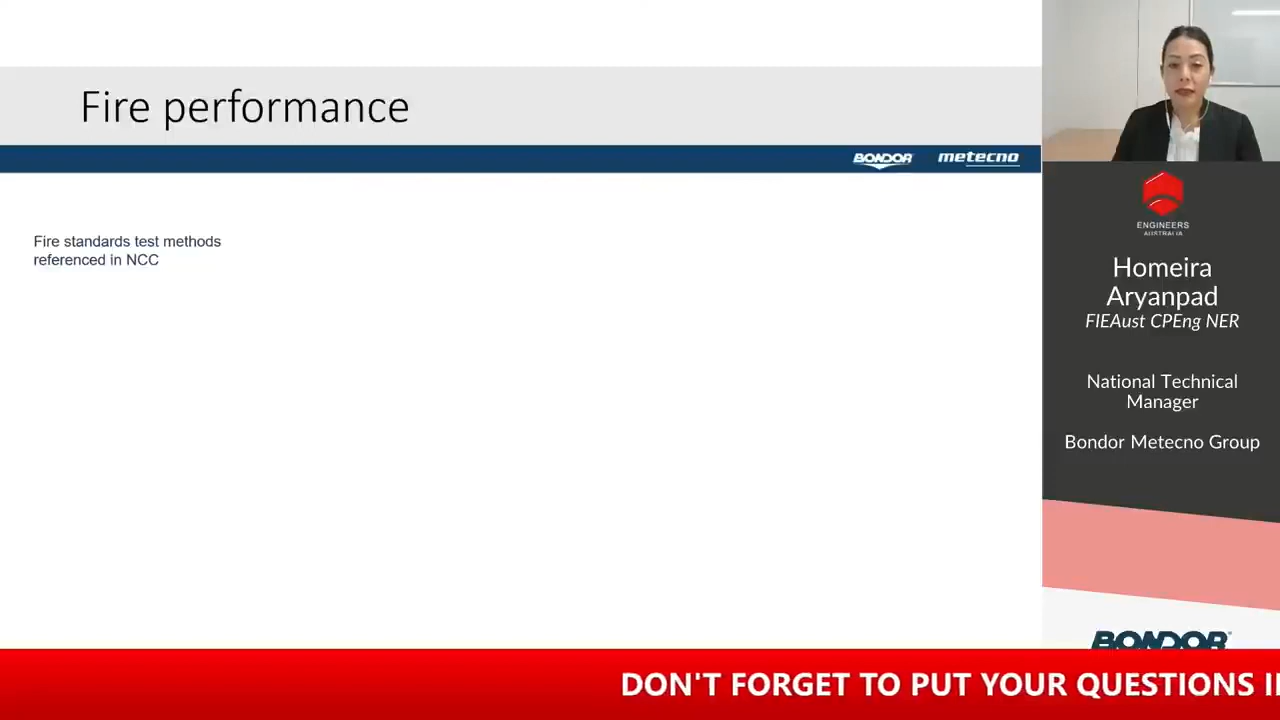 Fire performance
BONDOR metecno
Fire standards test methods
referenced in NCC
ENGINEERS
AUSTRALIA
Homeira
Aryanpad
FIEAust CPEng NER
National Technical
Manager
Bondor Metecno Group
BONDOR
DON'T FORGET TO PUT YOUR QUESTIONS